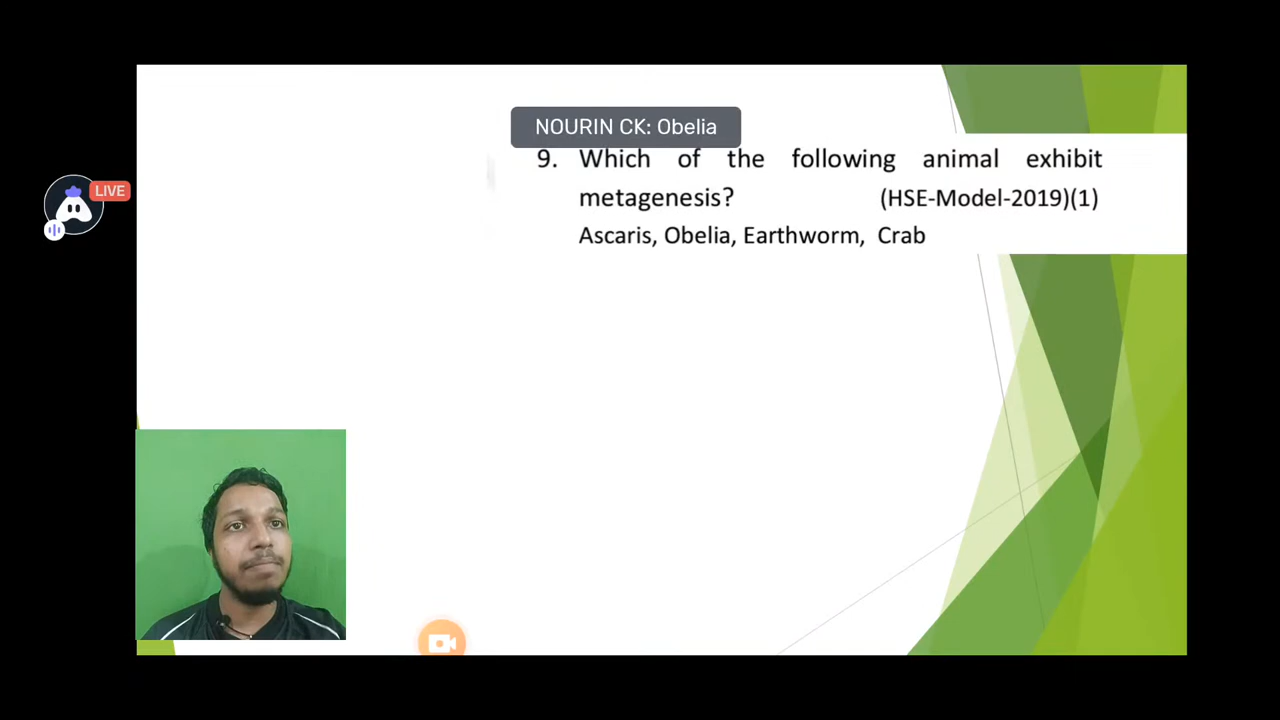 NOURIN CK: Obelia
LIVE
9. Which of the following animal exhibit
metagenesis? (HSE-Model-2019)(1)
Ascaris, Obelia, Earthworm, Crab